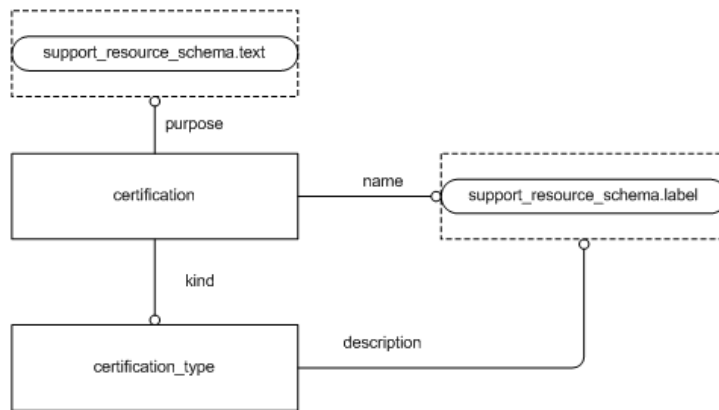 support_resource_schema.text
purpose
certification
name
support_resource_schema.label
kind
description
certification_type